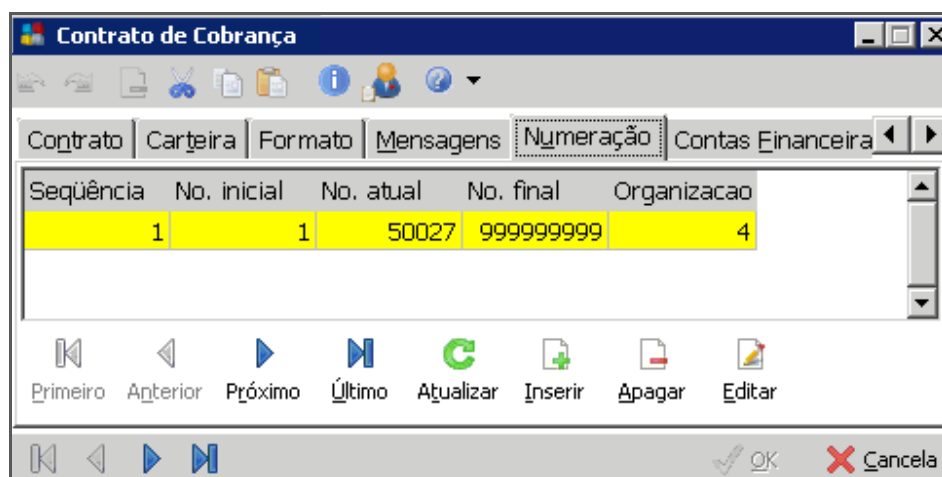 Contrato de Cobrança
Contrato Carteira Formato Mensagens Numeração Contas Financeira
Seqüência No. inicial No. atual No. final Organizacao
1 1 50027 999999999 4
Primeiro Anterior Próximo Último Atualizar Inserir Apagar Editar
OK Cancela